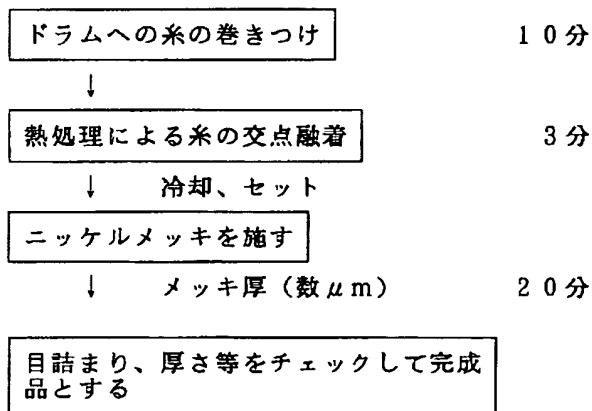 ドラムへの糸の巻きつけ 10分
↓
熱処理による糸の交点融着 3分
↓ 冷却、セット
ニッケルメッキを施す
↓ メッキ厚(数μm) 20分
目詰まり、厚さ等をチェックして完成
品とする